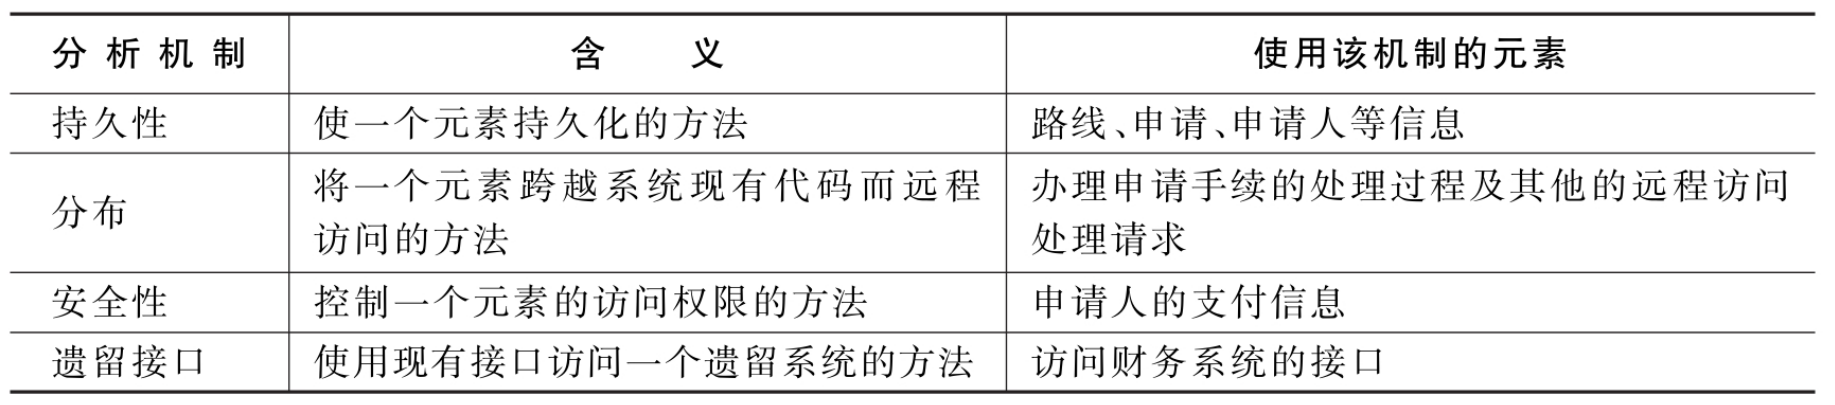 分析机制 含义 使用该机制的元素
持久性 使一个元素持久化的方法 路线、申请、申请人等信息
分布 将一个元素跨越系统现有代码而远程 办理申请手续的处理过程及其他的远程访问
访问的方法 处理请求
安全性 控制一个元素的访问权限的方法 申请人的支付信息
遗留接口 使用现有接口访问一个遗留系统的方法 访问财务系统的接口